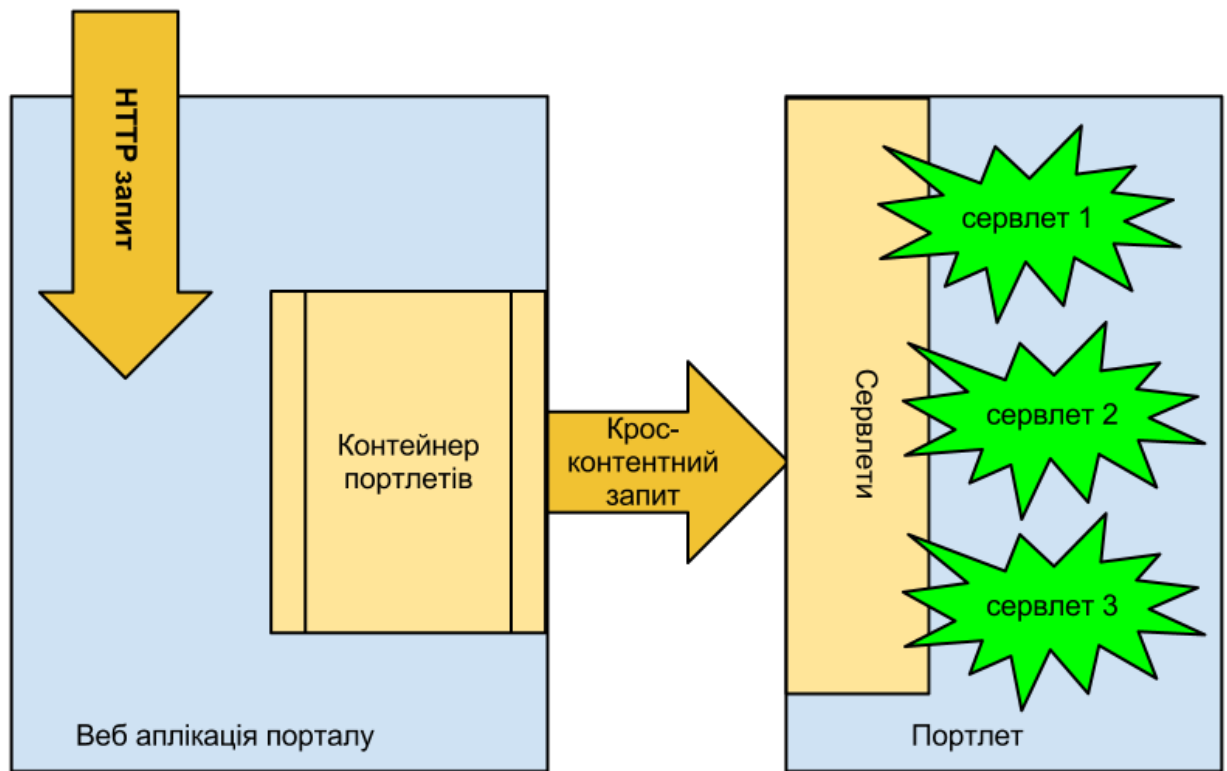 HTTP запит
Контейнер
портлетів
Веб аплікація порталу
Крос-
контентний
запит
Сервлети
сервлет 1
сервлет 2
сервлет 3
Портлет